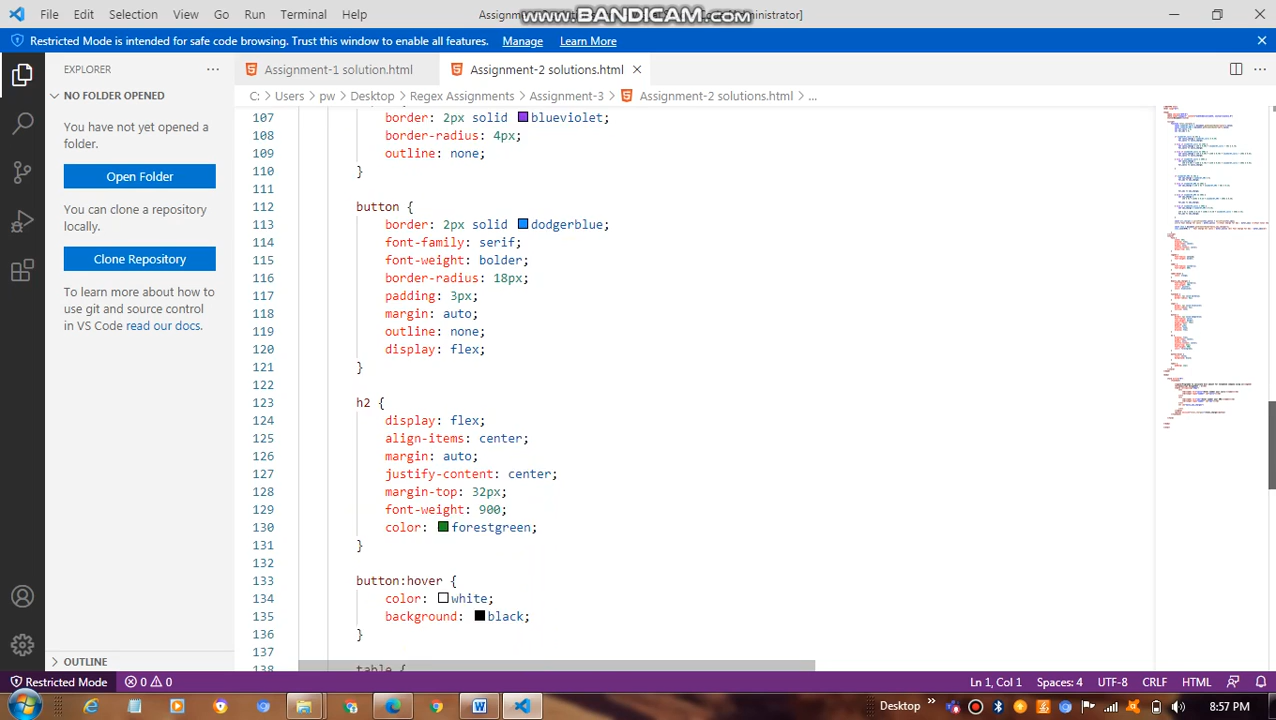 File Edit Selection View Go Run Terminal Help Assignment- www.BANDICAM.com ministrator]
Restricted Mode is intended for safe code browsing. Trust this window to enable all features. Manage Learn More
EXPLORER
NO FOLDER OPENED
You have not yet opened a
folder.
Open Folder
You can clone a repository
locally.
Clone Repository
To learn more about how to
use git and source control
in VS Code read our docs.
OUTLINE
Assignment-1 solution.html Assignment-2 solutions.html
C: > Users > pw > Desktop > Regex Assignments > Assignment-3 > Assignment-2 solutions.html > ...
107 border: 2px solid blueviolet;
108 border-radius: 7px;
109 outline: none;
110 }
111
112 button {
113 border: 2px solid dodgerblue;
114 font-family: serif;
115 font-weight: bolder;
116 border-radius: 18px;
117 padding: 3px;
118 margin: auto;
119 outline: none;
120 display: flex;
121 }
122
123 h2 {
124 display: flex;
125 align-items: center;
126 margin: auto;
127 justify-content: center;
128 margin-top: 32px;
129 font-weight: 900;
130 color: forestgreen;
131 }
132
133 button:hover {
134 color: white;
135 background: black;
136 }
137
138 table {
Restricted Mode 0 0 Ln 1, Col 1 Spaces: 4 UTF-8 CRLF HTML
Desktop 8:57 PM